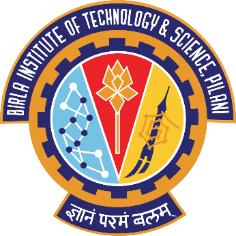 BIRLA INSTITUTE OF TECHNOLOGY & SCIENCE, PILANI
ज्ञानं परमं बलम्